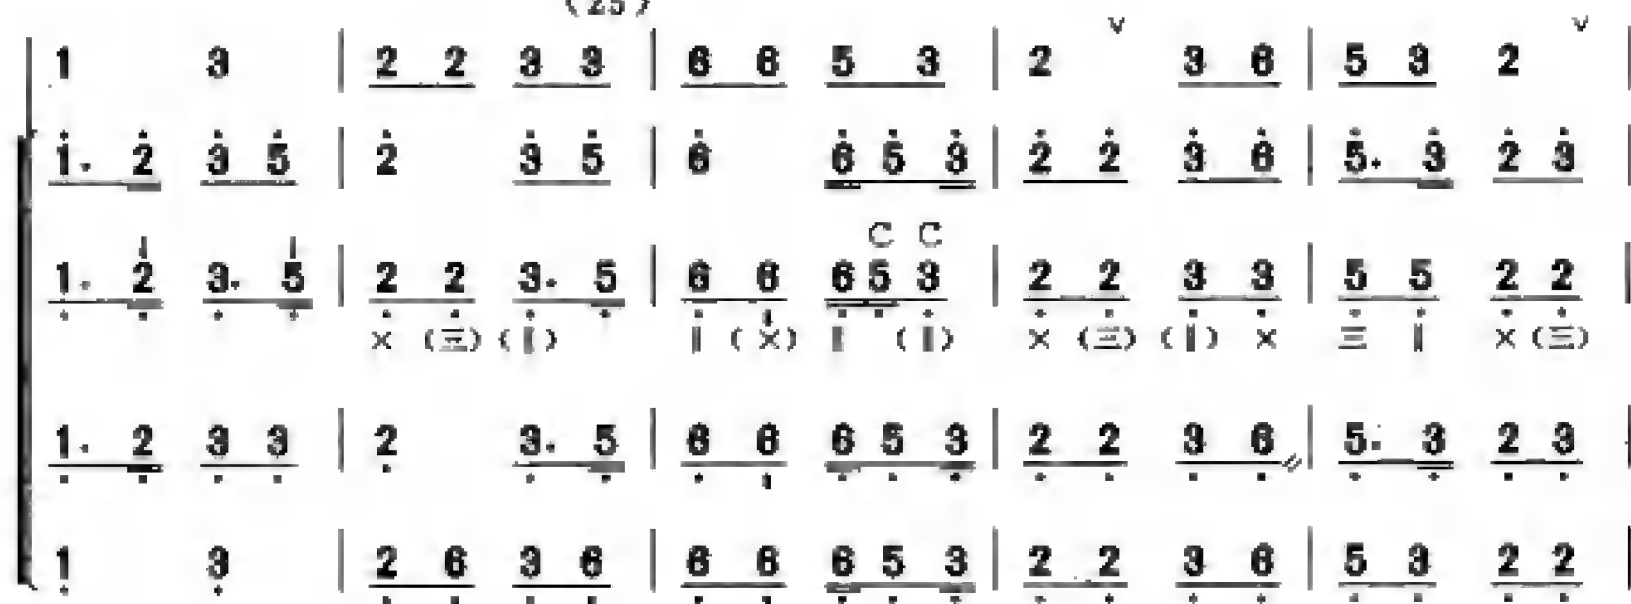 (25)
1 3 | 2 2 3 3 | 6 6 5 3 | 2 ∨ 3 6 | 5 3 2 ∨ |
1. 2 3 5 | 2 3 5 | 6 6 5 3 | 2 2 3 6 | 5. 3 2 3 |
C C
1. 2 3. 5 | 2 2 3. 5 | 6 6 6 5 3 | 2 2 3 3 | 5 5 2 2 |
× (三) (‖) ‖ (×) ‖ (‖) × (三) (‖) × 三 ‖ × (三)
1. 2 3 3 | 2 3. 5 | 6 6 6 5 3 | 2 2 3 6 | 5. 3 2 3 |
1 3 | 2 6 3 6 | 6 6 6 5 3 | 2 2 3 6 | 5 3 2 2 |